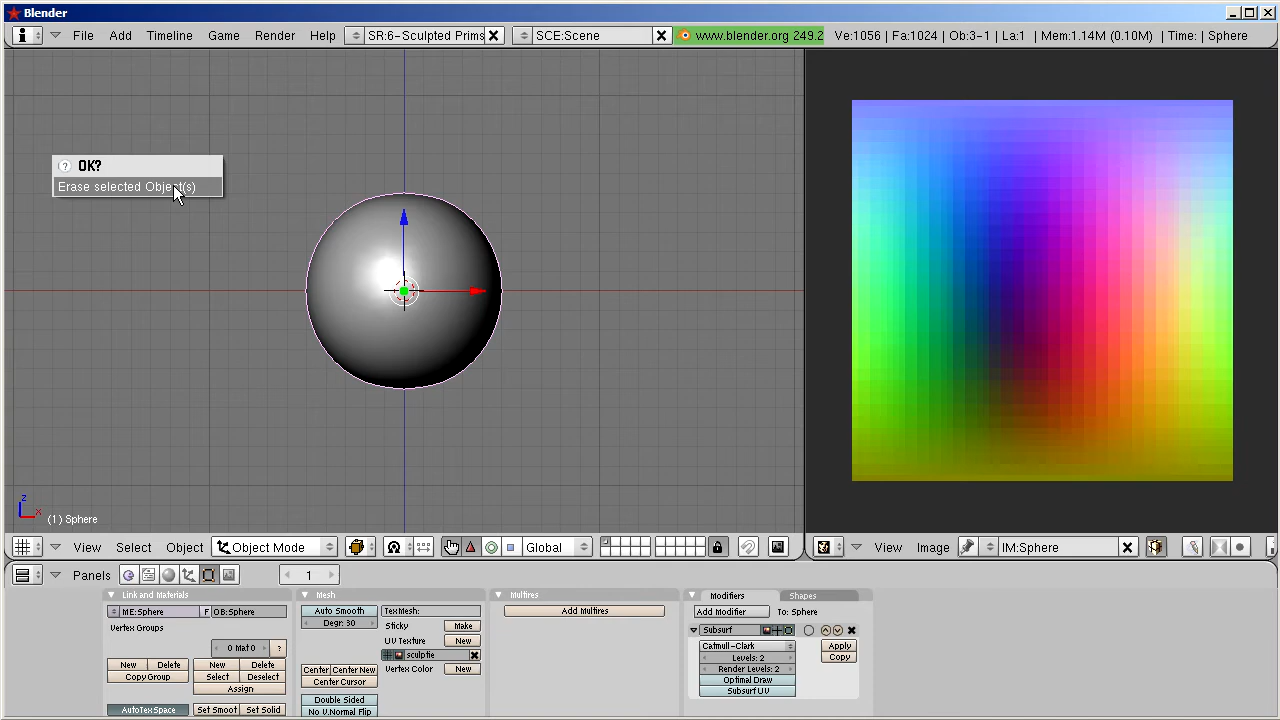 Blender
File Add Timeline Game Render Help SR:6-Sculpted Prims SCE:Scene www.blender.org 249.2 Ve:1056 | Fa:1024 | Ob:3-1 | La:1 | Mem:1.14M (0.10M) | Time: | Sphere
OK?
Erase selected Object(s)
z
x
(1) Sphere
View Select Object Object Mode Global
View Image IM:Sphere
Panels 1
Link and Materials
ME:Sphere F OB:Sphere
Vertex Groups
0 Mat 0 ?
New Delete New Delete
Copy Group Select Deselect
Assign
AutoTexSpace Set Smoot Set Solid
Mesh
Auto Smooth
Degr: 30
TexMesh:
Sticky Make
UV Texture New
sculptie
Vertex Color New
Center Center New
Center Cursor
Double Sided
No V.Normal Flip
Multires
Add Multires
Modifiers Shapes
Add Modifier To: Sphere
Subsurf
Catmull-Clark
Levels: 2
Render Levels: 2
Optimal Draw
Subsurf UV
Apply
Copy